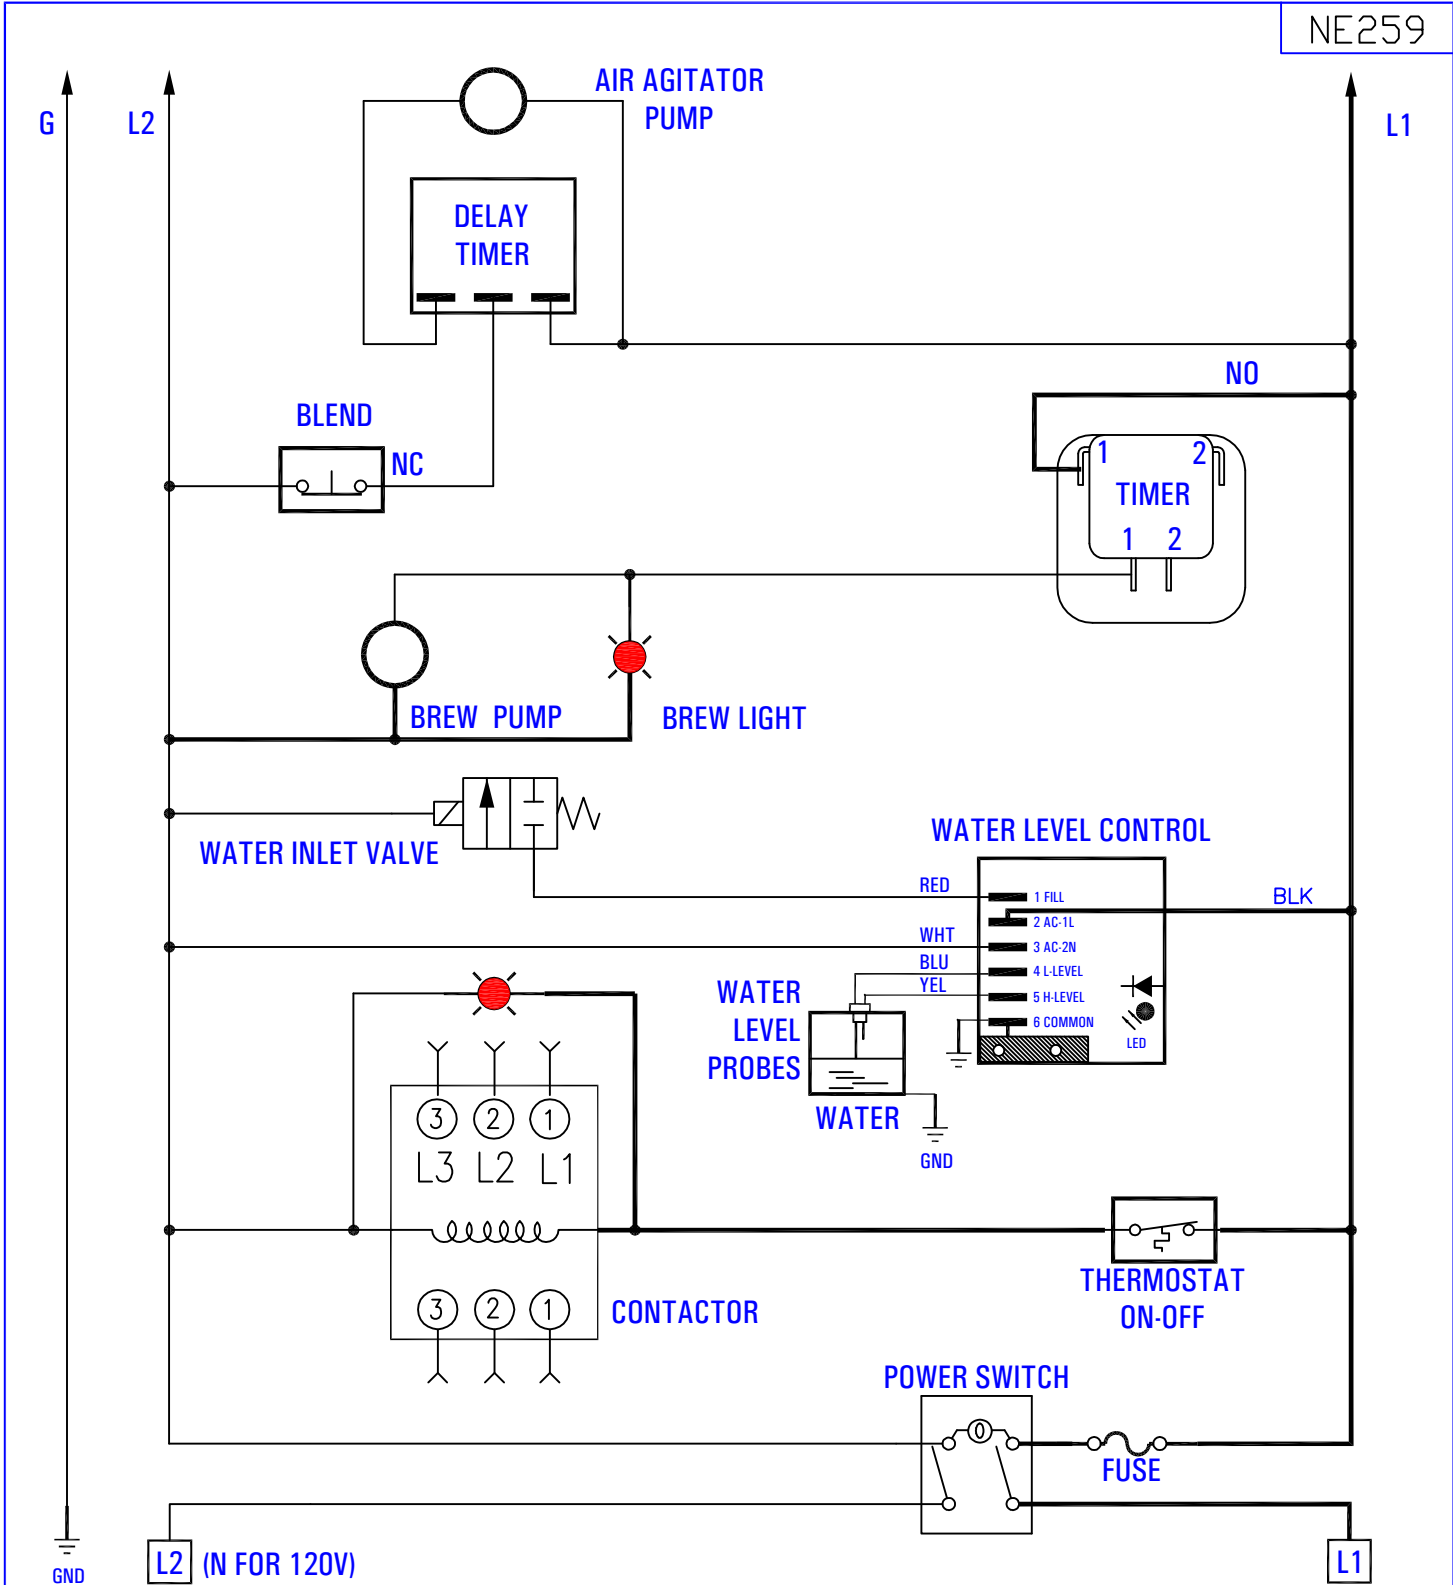 NE259
G
L2
AIR AGITATOR
PUMP
L1
DELAY
TIMER
NO
BLEND
NC
1 2
TIMER
1 2
BREW PUMP
BREW LIGHT
WATER INLET VALVE
WATER LEVEL CONTROL
RED
1 FILL
BLK
2 AC-1L
WHT
3 AC-2N
BLU
4 L-LEVEL
YEL
5 H-LEVEL
6 COMMON
LED
WATER
LEVEL
PROBES
WATER
GND
3 2 1
L3 L2 L1
3 2 1
CONTACTOR
THERMOSTAT
ON-OFF
POWER SWITCH
FUSE
GND
L2 (N FOR 120V)
L1